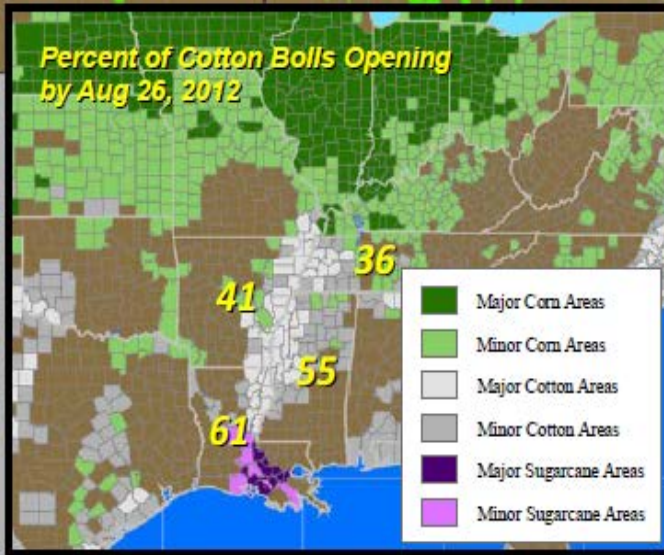 Percent of Cotton Bolls Opening
by Aug 26, 2012
36
41
55
61
Major Corn Areas
Minor Corn Areas
Major Cotton Areas
Minor Cotton Areas
Major Sugarcane Areas
Minor Sugarcane Areas